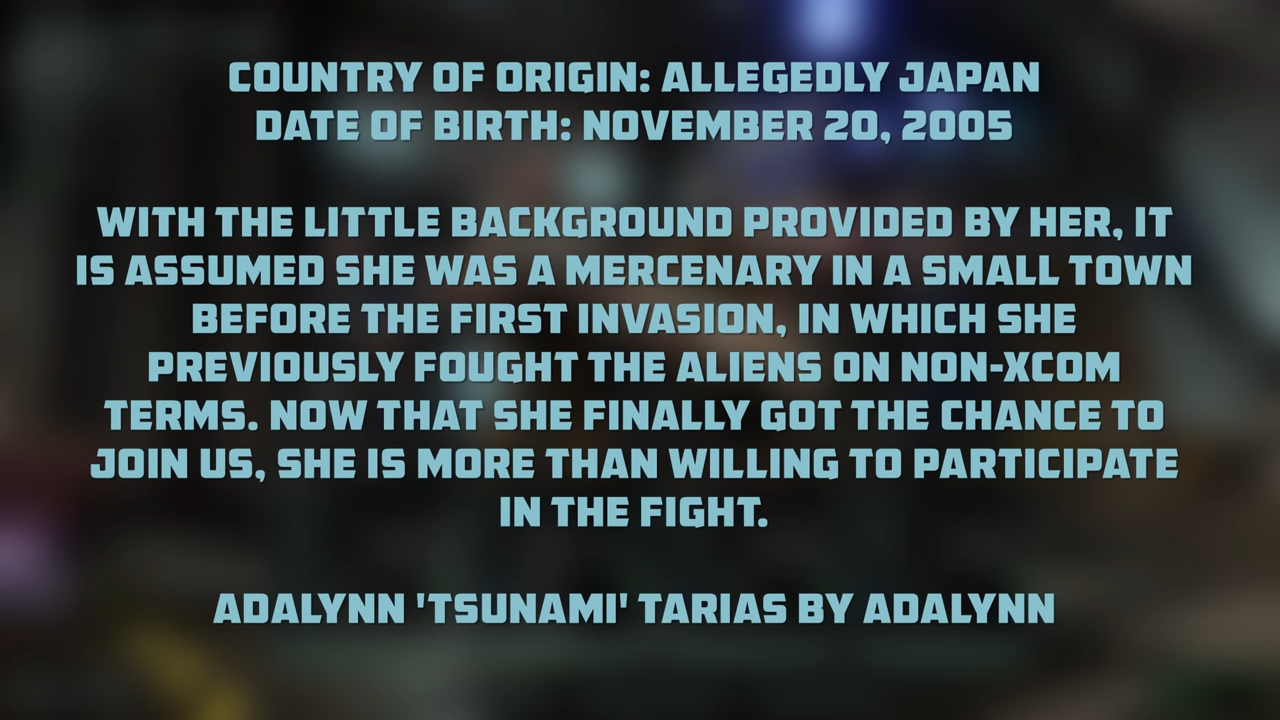 COUNTRY OF ORIGIN: ALLEGEDLY JAPAN
DATE OF BIRTH: NOVEMBER 20, 2005
WITH THE LITTLE BACKGROUND PROVIDED BY HER, IT
IS ASSUMED SHE WAS A MERCENARY IN A SMALL TOWN
BEFORE THE FIRST INVASION, IN WHICH SHE
PREVIOUSLY FOUGHT THE ALIENS ON NON-XCOM
TERMS. NOW THAT SHE FINALLY GOT THE CHANCE TO
JOIN US, SHE IS MORE THAN WILLING TO PARTICIPATE
IN THE FIGHT.
ADALYNN 'TSUNAMI' TARIAS BY ADALYNN